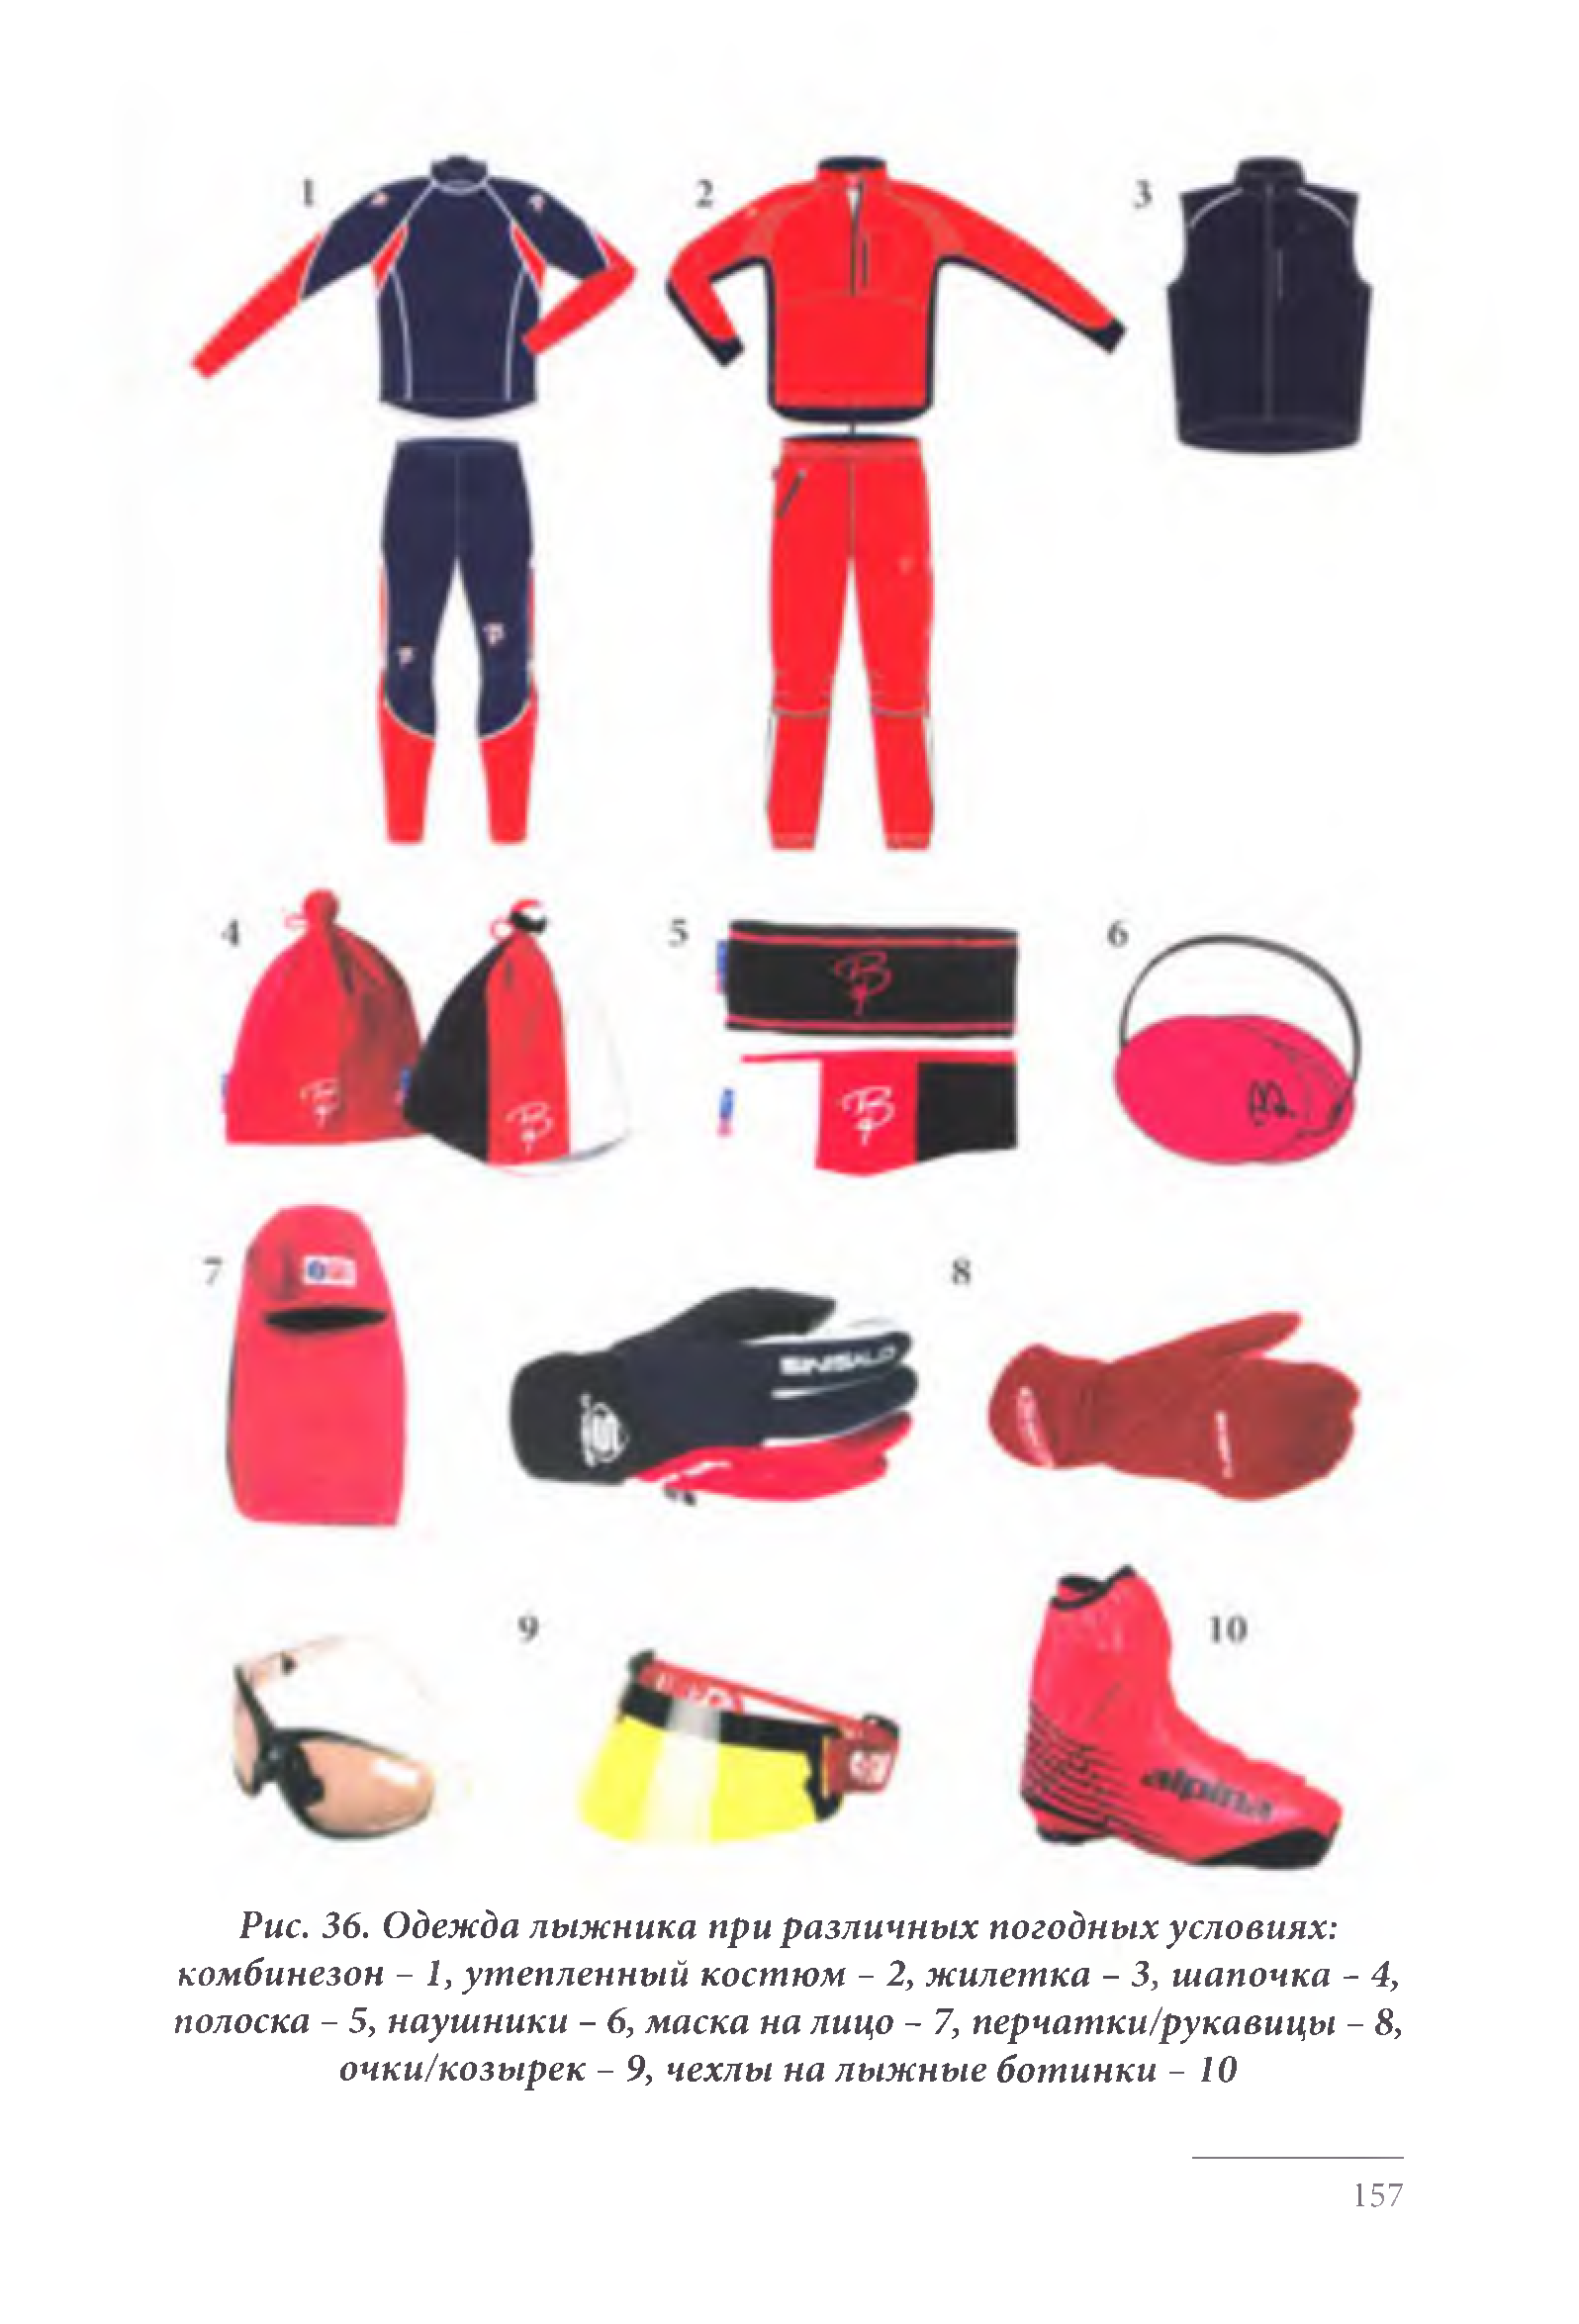 1
2
3
4
5
6
7
8
SINISALO
9
10
alpina
Рис. 36. Одежда лыжника при различных погодных условиях:
комбинезон – 1, утепленный костюм – 2, жилетка – 3, шапочка – 4,
полоска – 5, наушники – 6, маска на лицо – 7, перчатки/рукавицы – 8,
очки/козырек – 9, чехлы на лыжные ботинки – 10
157